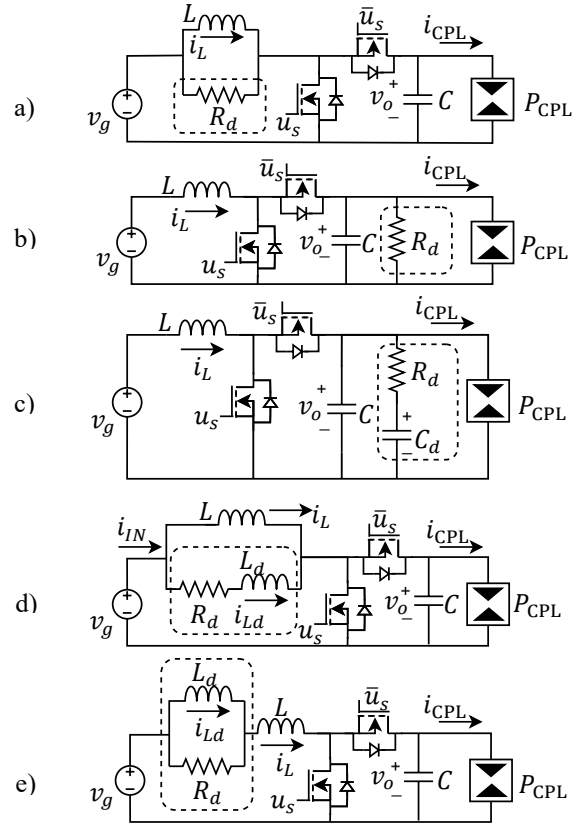 L
i_L
R_d
v_g
u_s
ū_s
v_o
+
−
C
i_CPL
P_CPL
a)
L
i_L
v_g
u_s
ū_s
v_o
+
−
C
R_d
i_CPL
P_CPL
b)
L
i_L
v_g
u_s
ū_s
v_o
+
−
C
R_d
+
−
C_d
i_CPL
P_CPL
c)
i_IN
L
i_L
L_d
R_d
i_Ld
v_g
u_s
ū_s
v_o
+
−
C
i_CPL
P_CPL
d)
L_d
i_Ld
R_d
L
i_L
v_g
u_s
ū_s
v_o
+
−
C
i_CPL
P_CPL
e)